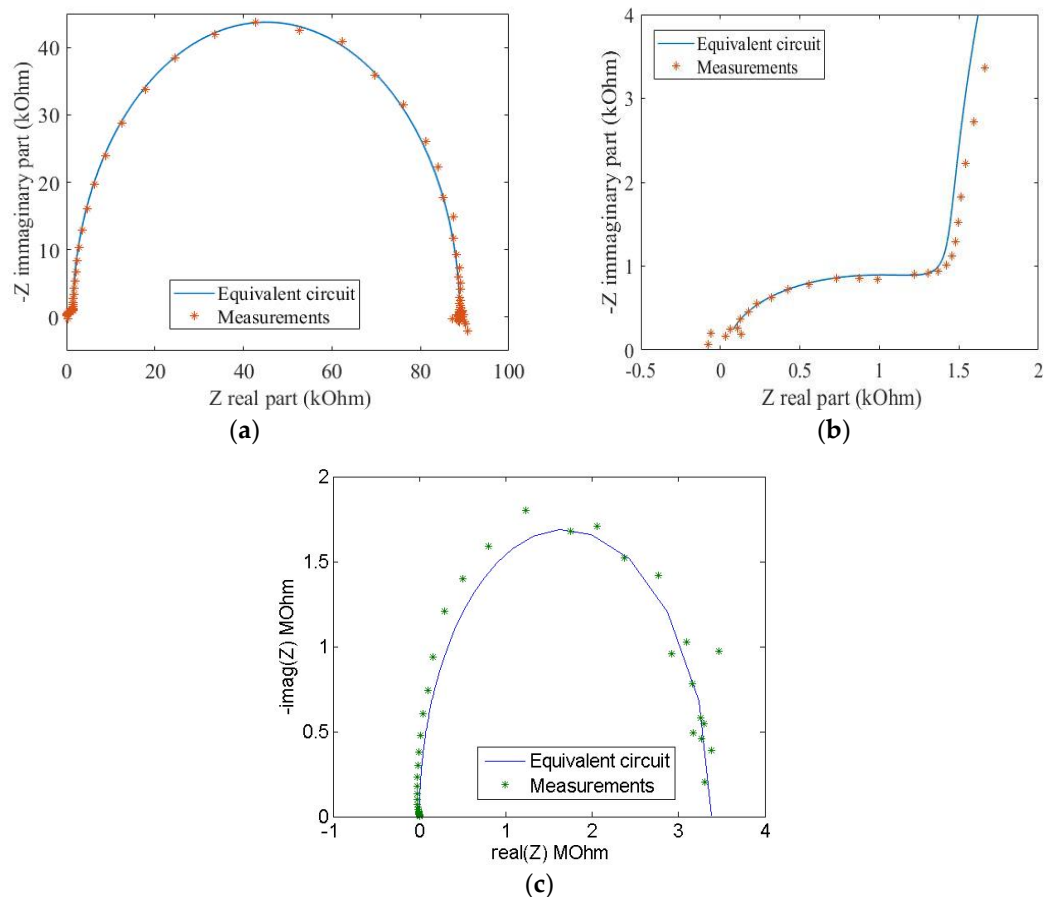 -Z immaginary part (kOhm)
40
30
20
10
0
Equivalent circuit
Measurements
0
20
40
60
80
100
Z real part (kOhm)
(a)
-Z immaginary part (kOhm)
4
3
2
1
0
Equivalent circuit
Measurements
-0.5
0
0.5
1
1.5
2
Z real part (kOhm)
(b)
-imag(Z) MOhm
2
1.5
1
0.5
0
Equivalent circuit
Measurements
-1
0
1
2
3
4
real(Z) MOhm
(c)